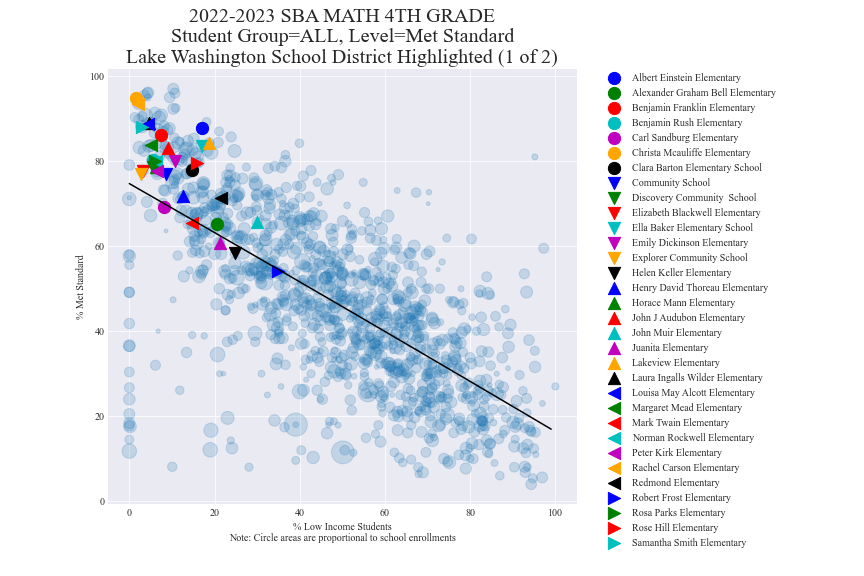 2022-2023 SBA MATH 4TH GRADE
Student Group=ALL, Level=Met Standard
Lake Washington School District Highlighted (1 of 2)
100
80
60
40
20
0
% Met Standard
0 20 40 60 80 100
% Low Income Students
Note: Circle areas are proportional to school enrollments
Albert Einstein Elementary
Alexander Graham Bell Elementary
Benjamin Franklin Elementary
Benjamin Rush Elementary
Carl Sandburg Elementary
Christa Mcauliffe Elementary
Clara Barton Elementary School
Community School
Discovery Community  School
Elizabeth Blackwell Elementary
Ella Baker Elementary School
Emily Dickinson Elementary
Explorer Community School
Helen Keller Elementary
Henry David Thoreau Elementary
Horace Mann Elementary
John J Audubon Elementary
John Muir Elementary
Juanita Elementary
Lakeview Elementary
Laura Ingalls Wilder Elementary
Louisa May Alcott Elementary
Margaret Mead Elementary
Mark Twain Elementary
Norman Rockwell Elementary
Peter Kirk Elementary
Rachel Carson Elementary
Redmond Elementary
Robert Frost Elementary
Rosa Parks Elementary
Rose Hill Elementary
Samantha Smith Elementary